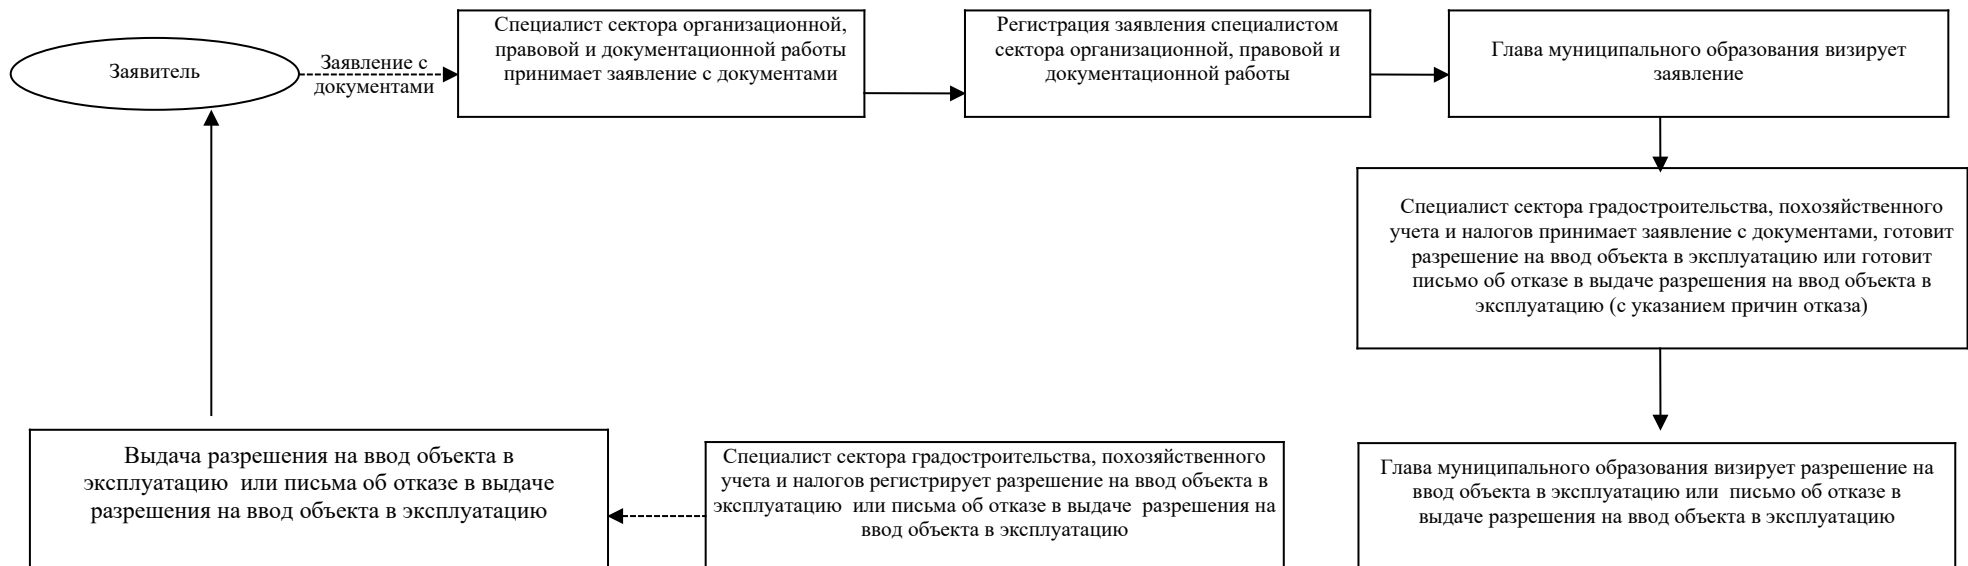 Заявитель
Заявление с
документами
Специалист сектора организационной,
правовой и документационной работы
принимает заявление с документами
Регистрация заявления специалистом
сектора организационной, правовой и
документационной работы
Глава муниципального образования визирует
заявление
Специалист сектора градостроительства, похозяйственного
учета и налогов принимает заявление с документами, готовит
разрешение на ввод объекта в эксплуатацию или готовит
письмо об отказе в выдаче разрешения на ввод объекта в
эксплуатацию (с указанием причин отказа)
Глава муниципального образования визирует разрешение на
ввод объекта в эксплуатацию или письмо об отказе в
выдаче разрешения на ввод объекта в эксплуатацию
Специалист сектора градостроительства, похозяйственного
учета и налогов регистрирует разрешение на ввод объекта в
эксплуатацию или письма об отказе в выдаче разрешения на
ввод объекта в эксплуатацию
Выдача разрешения на ввод объекта в
эксплуатацию или письма об отказе в выдаче
разрешения на ввод объекта в эксплуатацию